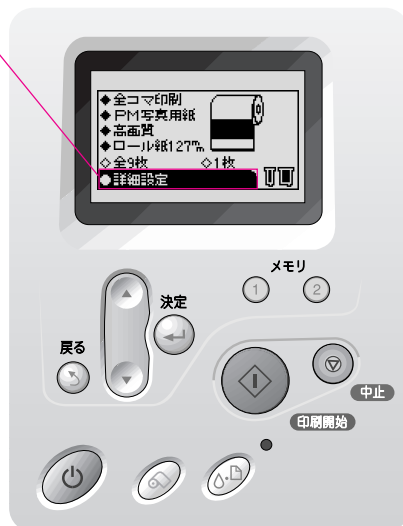 ◆全コマ印刷
◆PM写真用紙
◆高画質
◆ロール紙127㎜
◇全9枚 ◇1枚
●詳細設定
メモリ
1 2
決定
戻る
中止
印刷開始